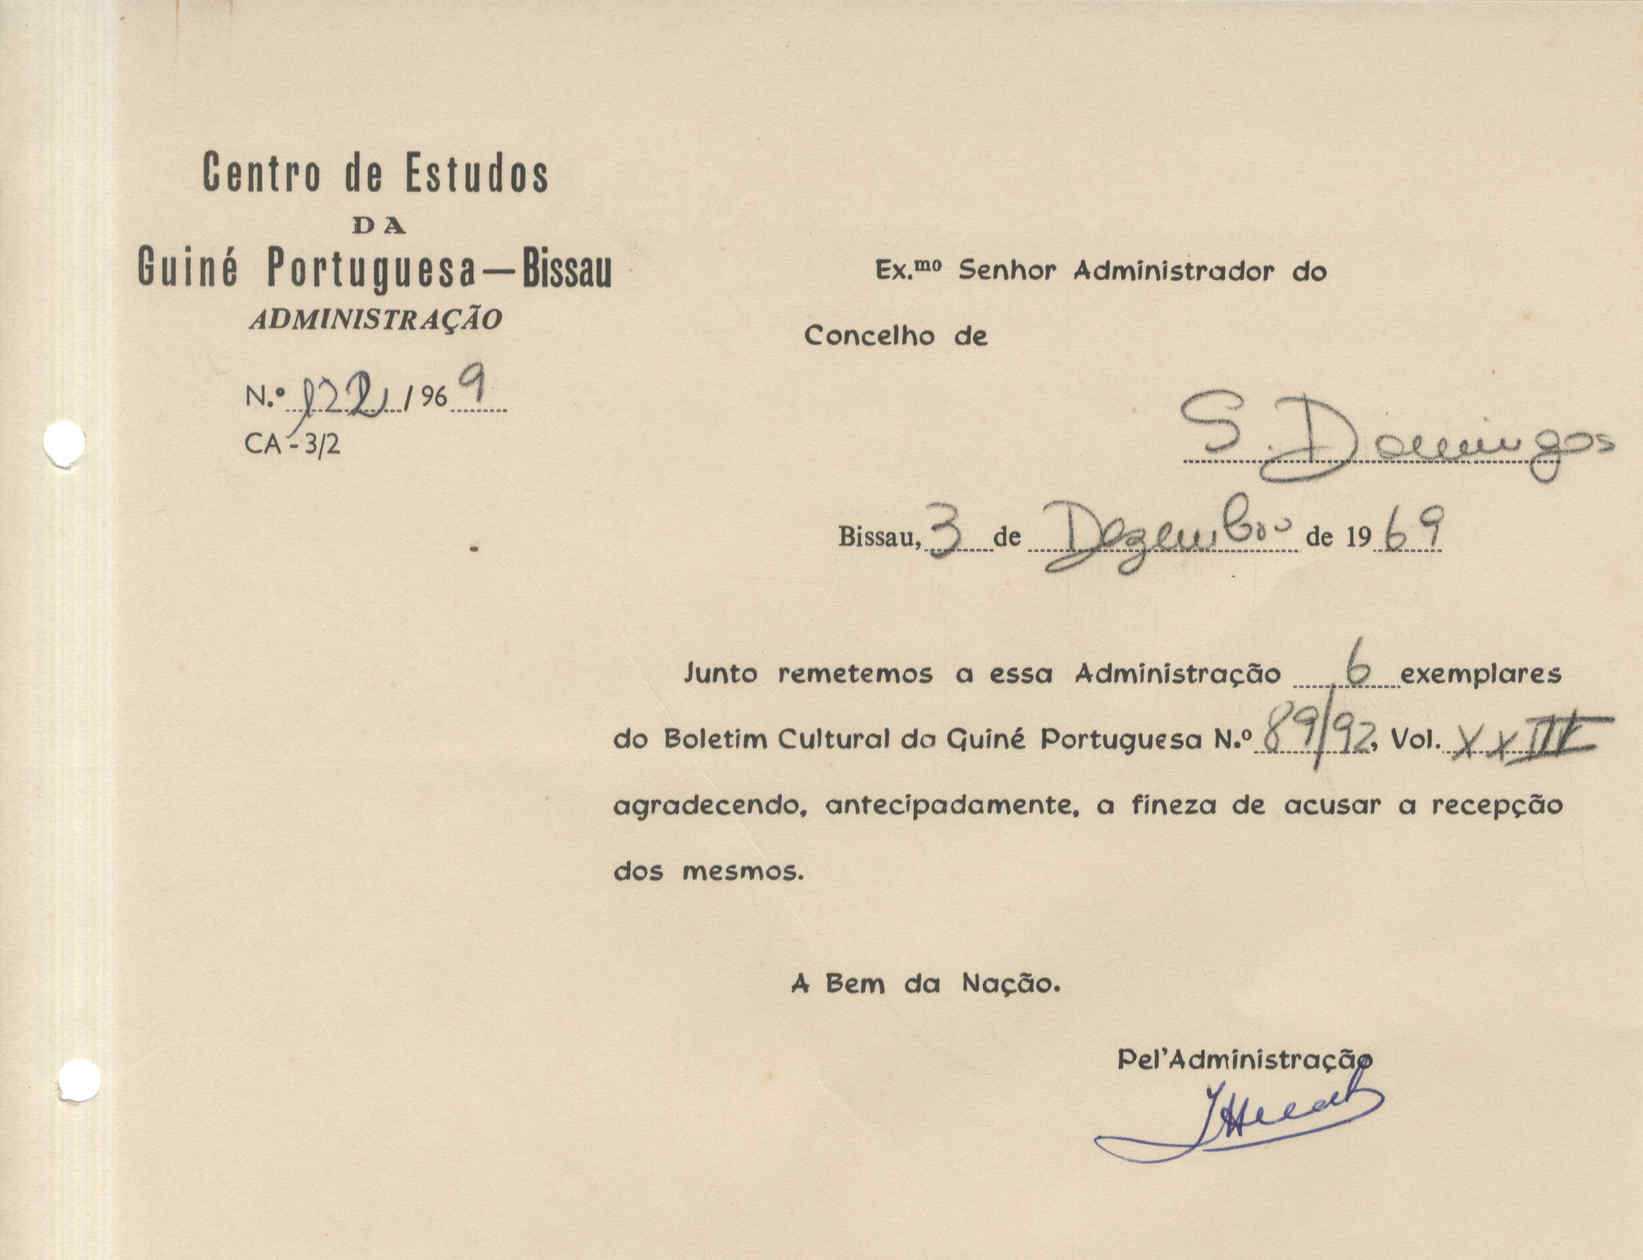 Centro de Estudos
DA
Guiné Portuguesa—Bissau
ADMINISTRAÇÃO
N.º 122 / 969
CA - 3/2
Ex.mo Senhor Administrador do
Concelho de
S. Domingos
Bissau, 3 de Dezembro de 1969
Junto remetemos a essa Administração 6 exemplares
do Boletim Cultural da Guiné Portuguesa N.º 89/92, Vol.
agradecendo, antecipadamente, a fineza de acusar a recepção
dos mesmos.
A Bem da Nação.
Pel'Administração